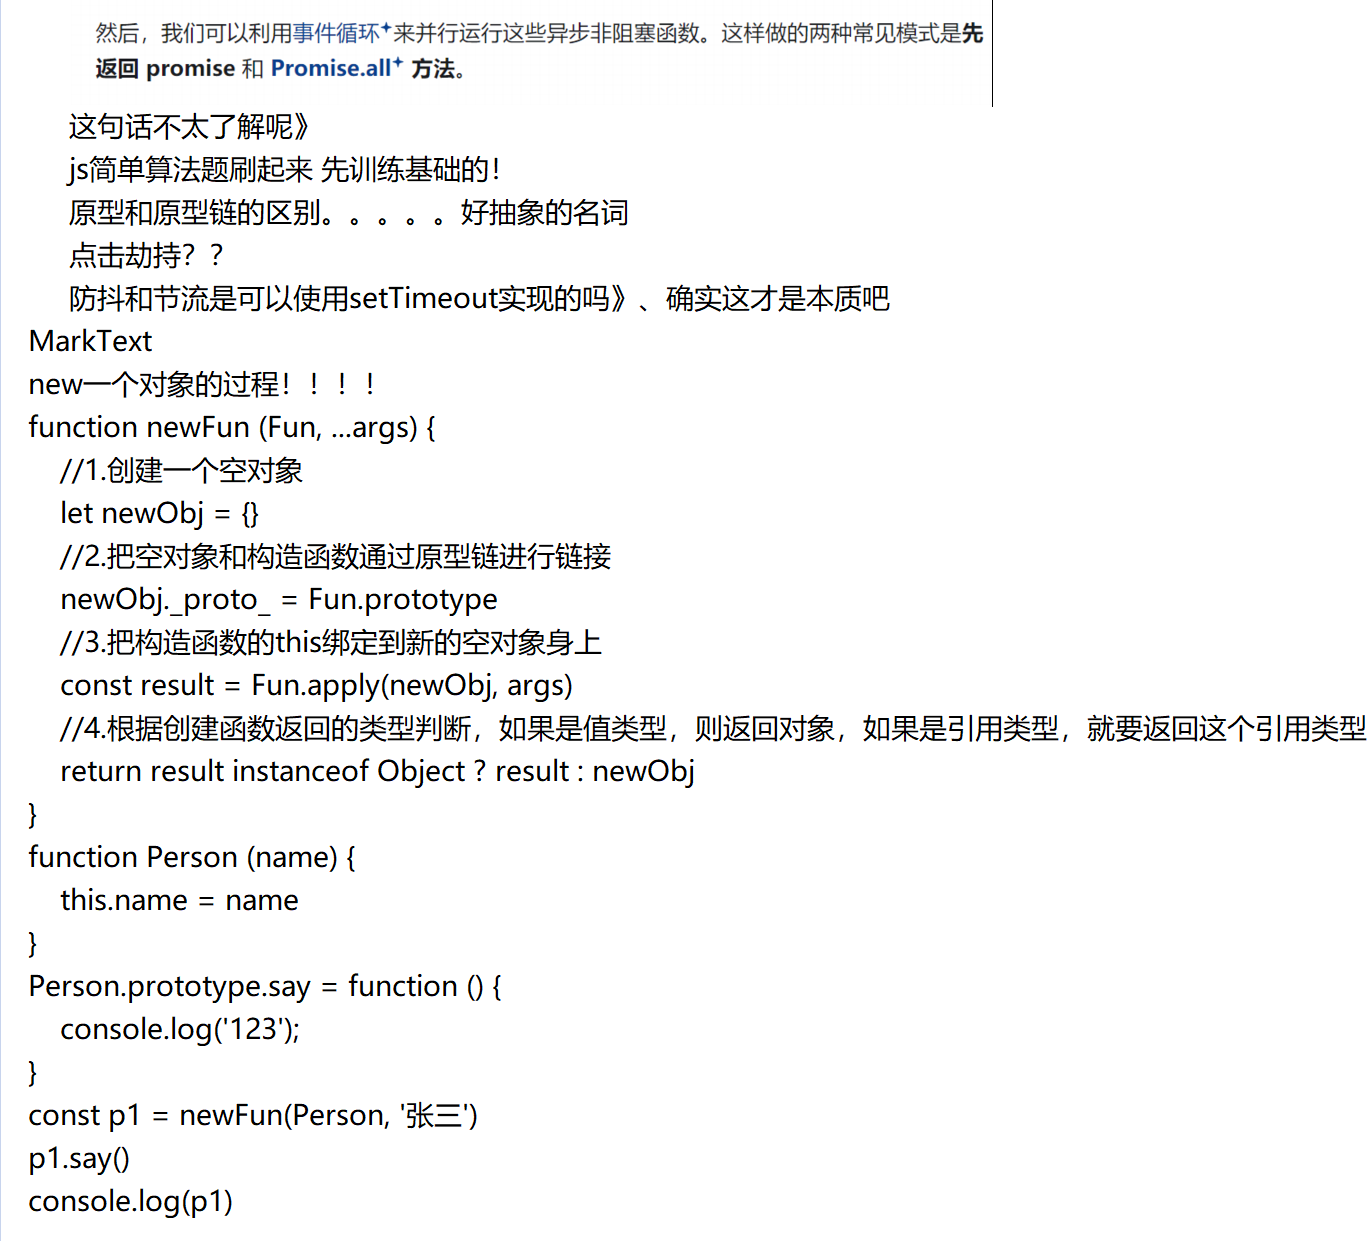 然后，我们可以利用事件循环来并行运行这些异步非阻塞函数。这样做的两种常见模式是先
返回 promise 和 Promise.all 方法。
这句话不太了解呢》
js简单算法题刷起来 先训练基础的！
原型和原型链的区别。。。。。好抽象的名词
点击劫持？？
防抖和节流是可以使用setTimeout实现的吗》、确实这才是本质吧
MarkText
new一个对象的过程！！！！
function newFun (Fun, ...args) {
//1.创建一个空对象
let newObj = {}
//2.把空对象和构造函数通过原型链进行链接
newObj._proto_ = Fun.prototype
//3.把构造函数的this绑定到新的空对象身上
const result = Fun.apply(newObj, args)
//4.根据创建函数返回的类型判断，如果是值类型，则返回对象，如果是引用类型，就要返回这个引用类型
return result instanceof Object ? result : newObj
}
function Person (name) {
this.name = name
}
Person.prototype.say = function () {
console.log('123');
}
const p1 = newFun(Person, '张三')
p1.say()
console.log(p1)